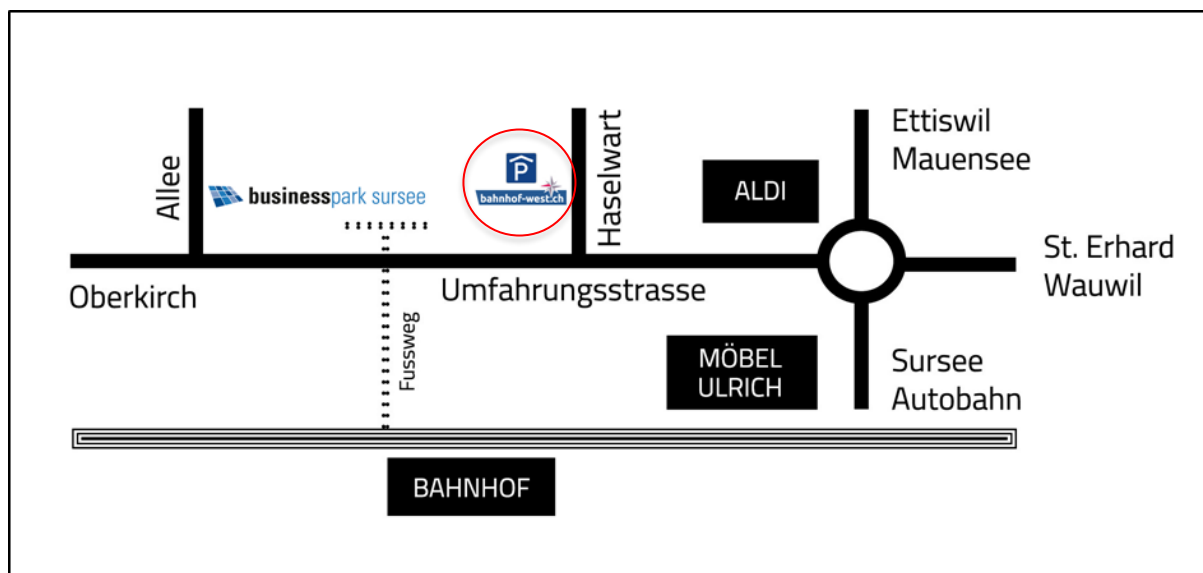 Allee
businesspark sursee
P
bahnhof-west.ch
Haselwart
ALDI
Ettiswil
Mauensee
St. Erhard
Wauwil
Oberkirch
Umfahrungsstrasse
Fussweg
MÖBEL
ULRICH
Sursee
Autobahn
BAHNHOF